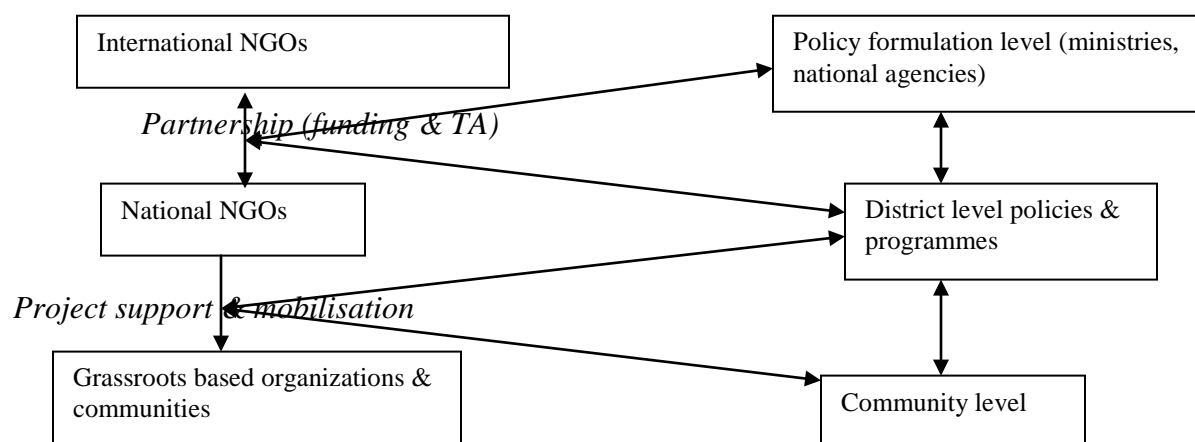 International NGOs
Policy formulation level (ministries,
national agencies)
Partnership (funding & TA)
National NGOs
District level policies &
programmes
Project support & mobilisation
Grassroots based organizations &
communities
Community level